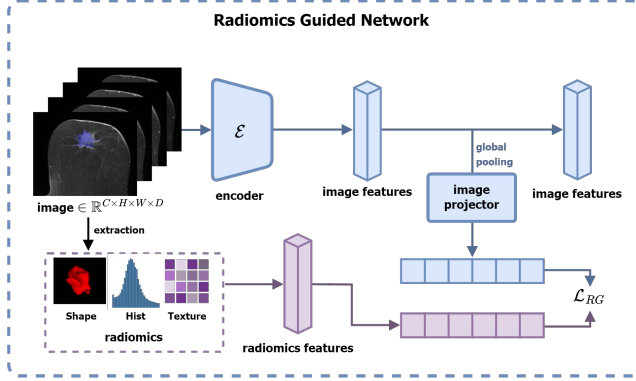 Radiomics Guided Network
ℰ
encoder
image features
global
pooling
image
projector
image features
image ∈ ℝ^{C×H×W×D}
extraction
Shape
Hist
Texture
radiomics
radiomics features
ℒ_{RG}